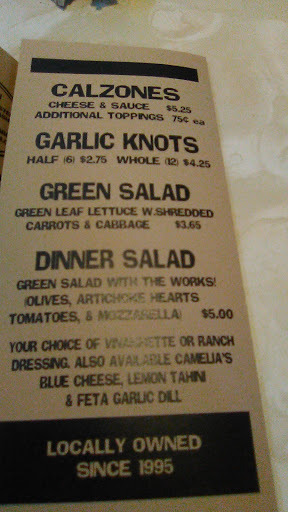 CALZONES
CHEESE & SAUCE $5.25
ADDITIONAL TOPPINGS 75¢ ea
GARLIC KNOTS
HALF (6) $2.75 WHOLE (12) $4.25
GREEN SALAD
GREEN LEAF LETTUCE W.SHREDDED
CARROTS & CABBAGE $3.65
DINNER SALAD
GREEN SALAD WITH THE WORKS!
(OLIVES, ARTICHOKE HEARTS
TOMATOES, & MOZZARELLA) $5.00
YOUR CHOICE OF VINAIGRETTE OR RANCH
DRESSING. ALSO AVAILABLE CAMELIA'S
BLUE CHEESE, LEMON TAHINI
& FETA GARLIC DILL
LOCALLY OWNED
SINCE 1995